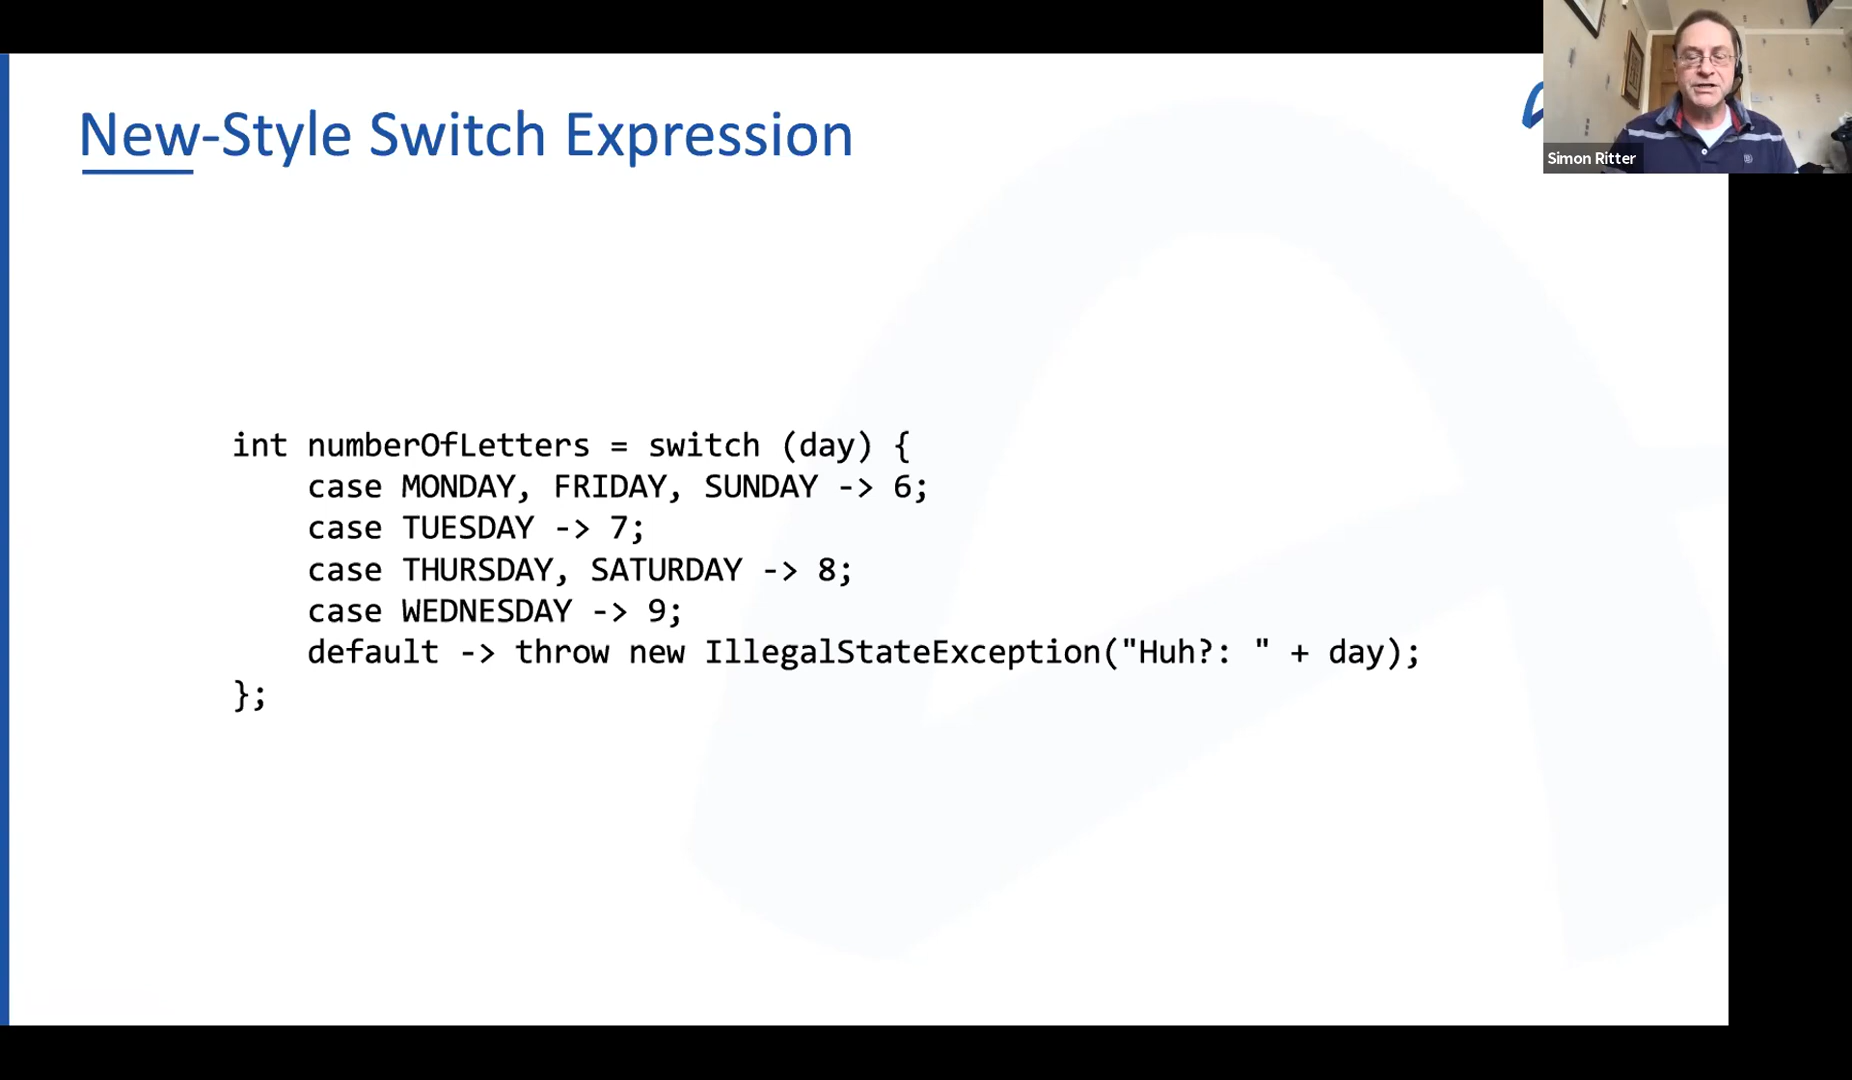 New-Style Switch Expression
Simon Ritter
int numberOfLetters = switch (day) {
    case MONDAY, FRIDAY, SUNDAY -> 6;
    case TUESDAY -> 7;
    case THURSDAY, SATURDAY -> 8;
    case WEDNESDAY -> 9;
    default -> throw new IllegalStateException("Huh?: " + day);
};